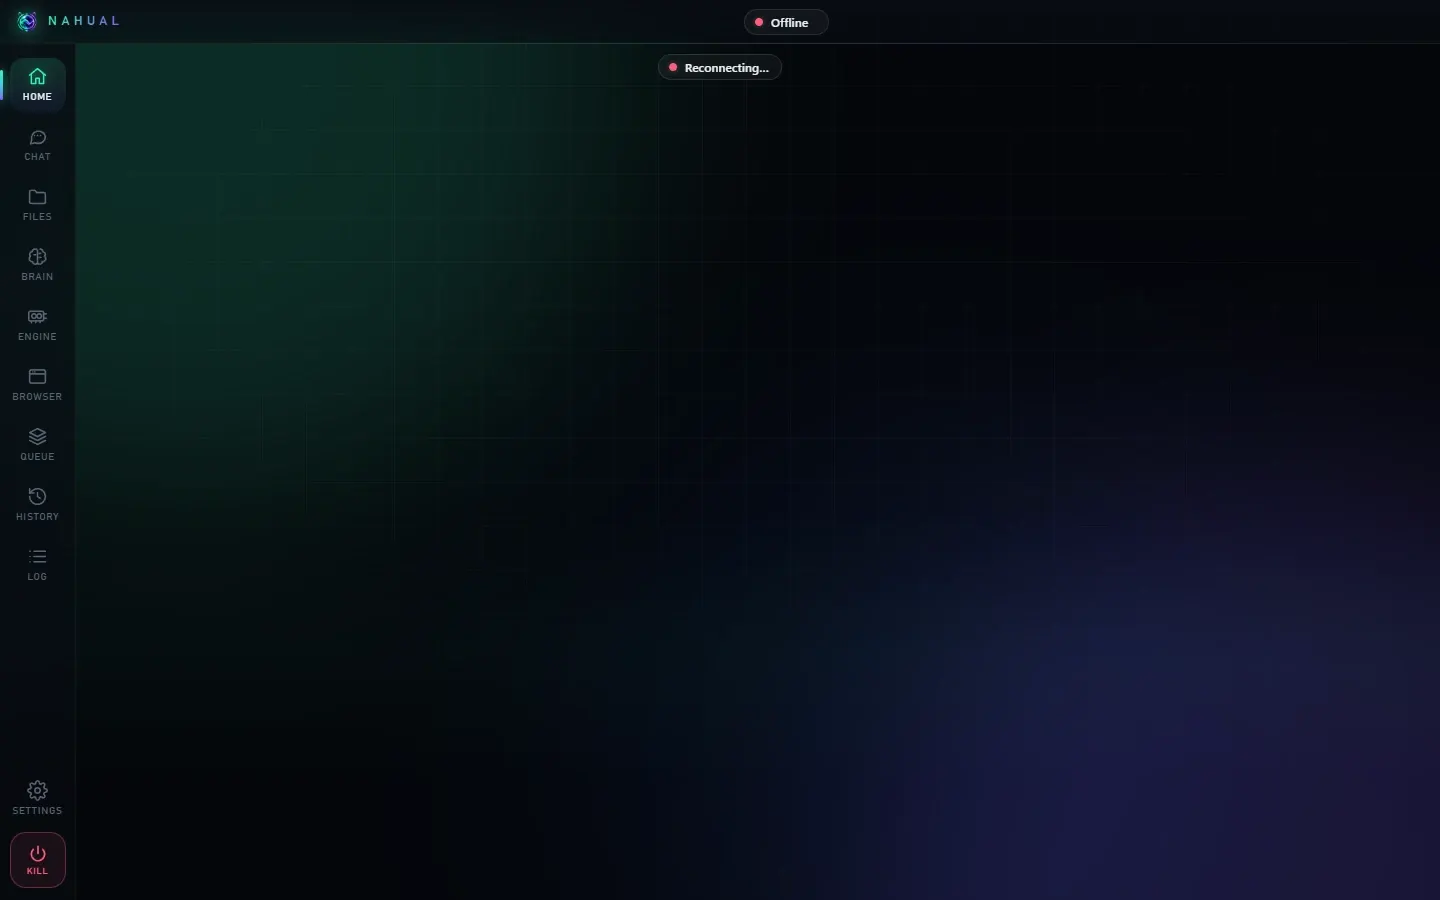 NAHUAL
Offline
Reconnecting...
HOME
CHAT
FILES
BRAIN
ENGINE
BROWSER
QUEUE
HISTORY
LOG
SETTINGS
KILL